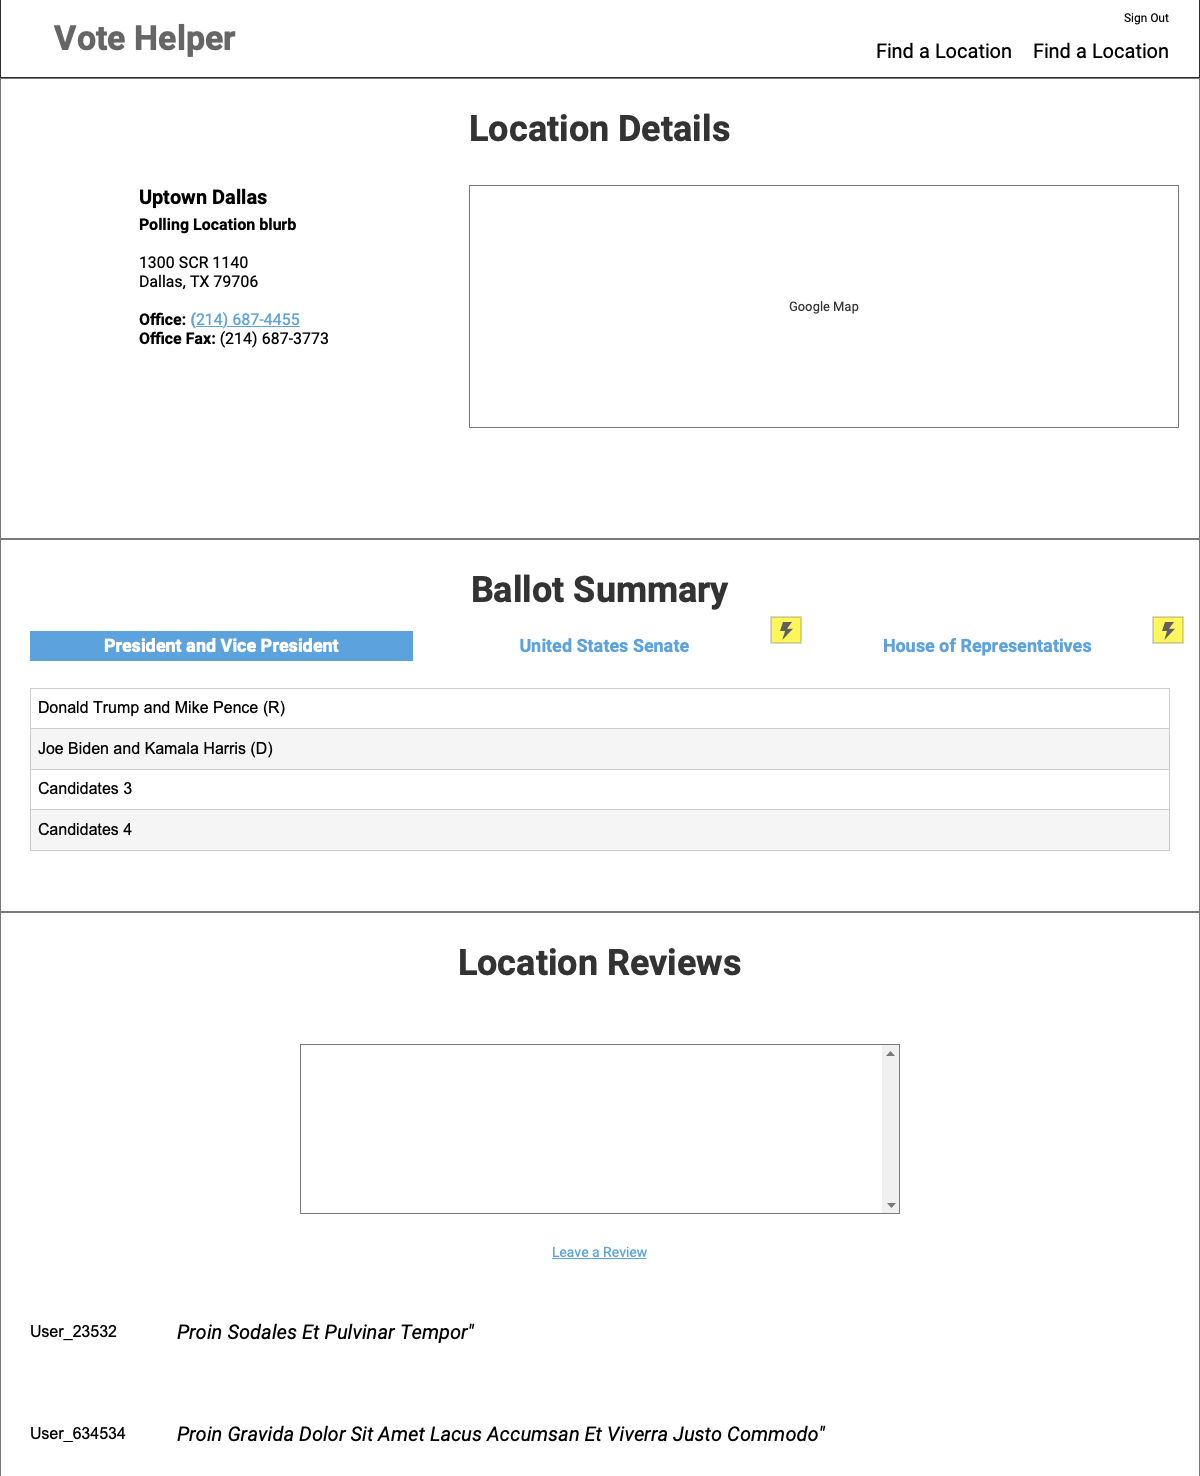 Sign Out
Vote Helper
Find a Location Find a Location
Location Details
Uptown Dallas
Polling Location blurb
1300 SCR 1140
Dallas, TX 79706
Office: (214) 687-4455
Office Fax: (214) 687-3773
Google Map
Ballot Summary
President and Vice President United States Senate House of Representatives
Donald Trump and Mike Pence (R)
Joe Biden and Kamala Harris (D)
Candidates 3
Candidates 4
Location Reviews
Leave a Review
User_23532 Proin Sodales Et Pulvinar Tempor"
User_634534 Proin Gravida Dolor Sit Amet Lacus Accumsan Et Viverra Justo Commodo"